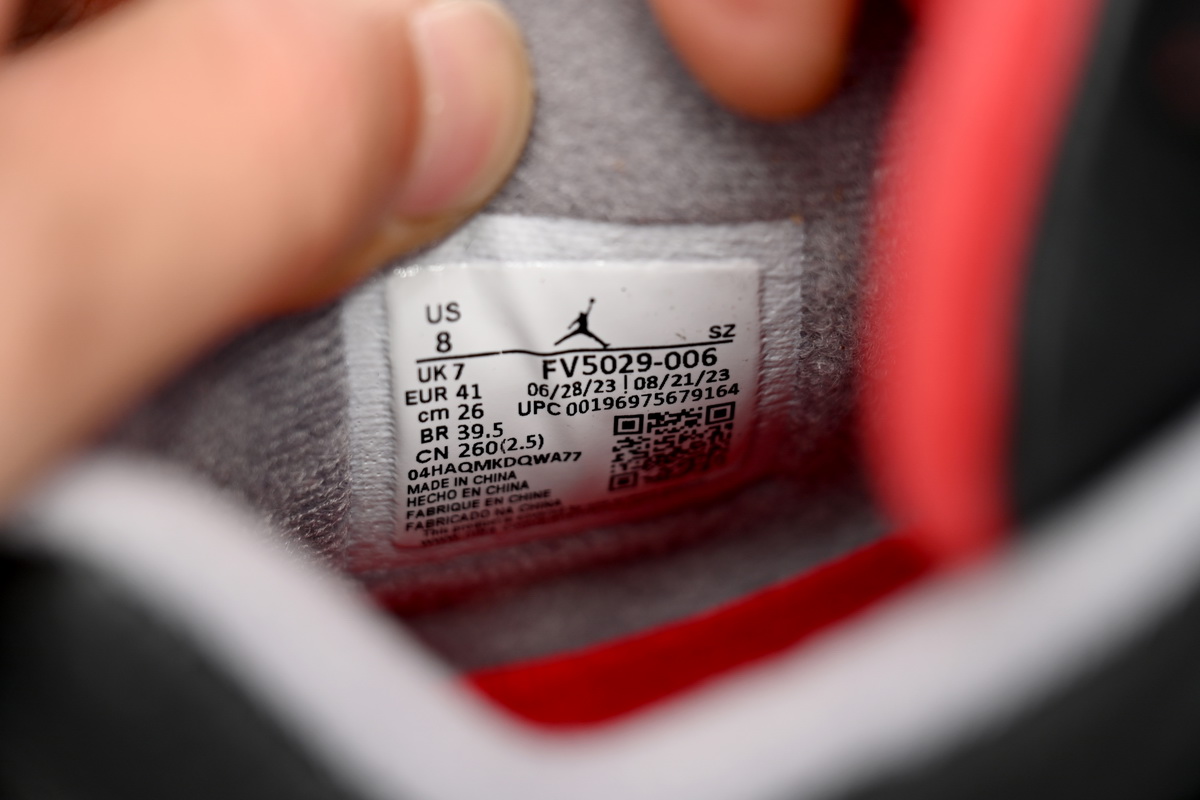 US
8
SZ
UK 7
FV5029-006
EUR 41
06/28/23 | 08/21/23
cm 26
UPC 00196975679164
BR 39.5
CN 260(2.5)
04HAQMKDQWA77
MADE IN CHINA
HECHO EN CHINA
FABRIQUE EN CHINE
FABRICADO NA CHINA